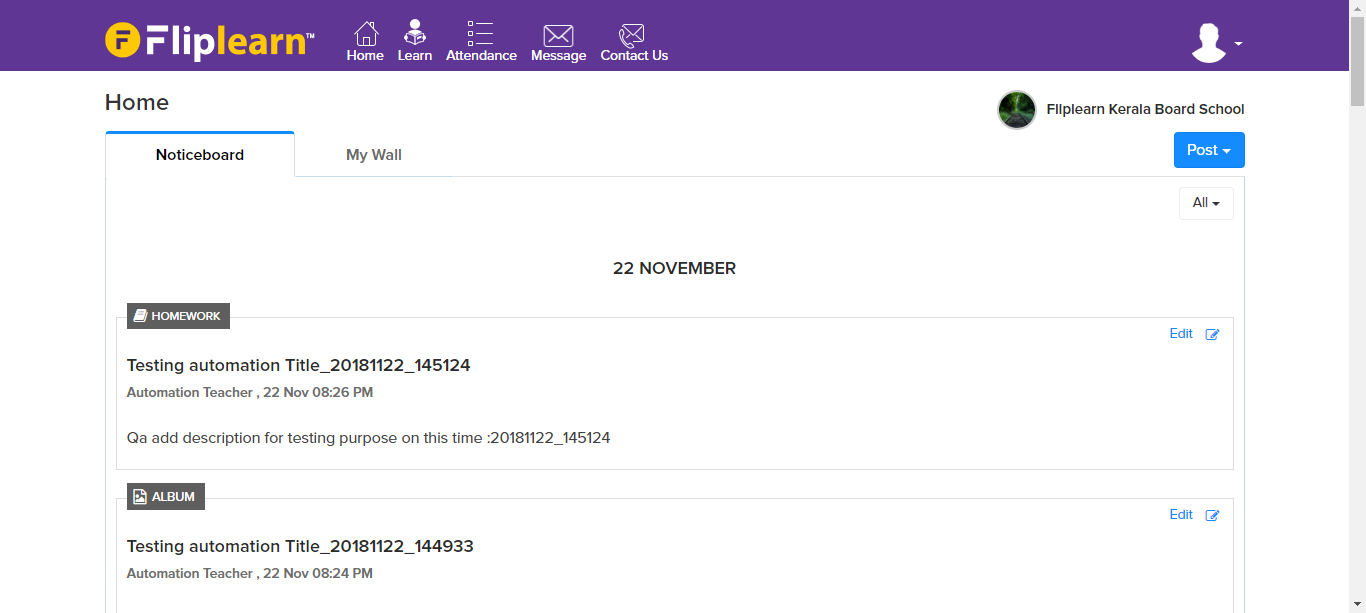 Fliplearn™
Home Learn Attendance Message Contact Us
Home
Fliplearn Kerala Board School
Noticeboard My Wall
Post
All
22 NOVEMBER
HOMEWORK
Edit
Testing automation Title_20181122_145124
Automation Teacher , 22 Nov 08:26 PM
Qa add description for testing purpose on this time :20181122_145124
ALBUM
Edit
Testing automation Title_20181122_144933
Automation Teacher , 22 Nov 08:24 PM